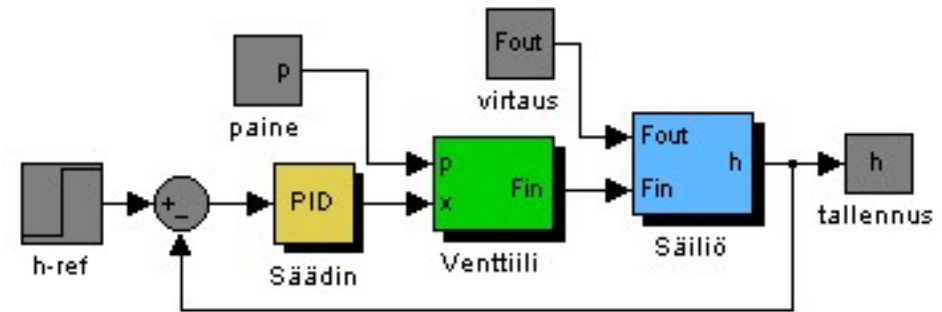 Fout
p
virtaus
paine
Fout
p
h
h
PID
Fin
Fin
x
+
−
tallennus
h-ref
Säädin
Venttiili
Säiliö